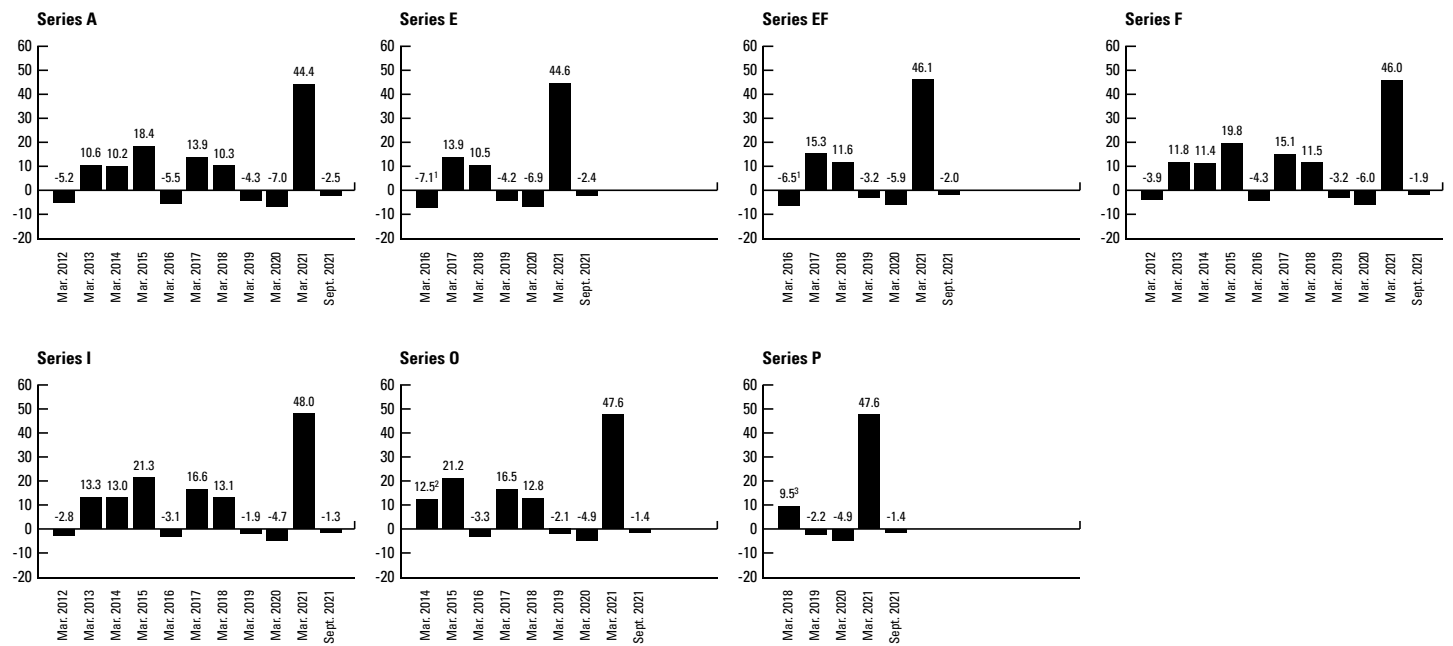 Series A
60
50
40
30
20
10
0
-10
-20
-5.2
10.6
10.2
18.4
-5.5
13.9
10.3
-4.3
-7.0
44.4
-2.5
Mar. 2012
Mar. 2013
Mar. 2014
Mar. 2015
Mar. 2016
Mar. 2017
Mar. 2018
Mar. 2019
Mar. 2020
Mar. 2021
Sept. 2021
Series E
60
50
40
30
20
10
0
-10
-20
-7.1¹
13.9
10.5
-4.2
-6.9
44.6
-2.4
Mar. 2016
Mar. 2017
Mar. 2018
Mar. 2019
Mar. 2020
Mar. 2021
Sept. 2021
Series EF
60
50
40
30
20
10
0
-10
-20
-6.5¹
15.3
11.6
-3.2
-5.9
46.1
-2.0
Mar. 2016
Mar. 2017
Mar. 2018
Mar. 2019
Mar. 2020
Mar. 2021
Sept. 2021
Series F
60
50
40
30
20
10
0
-10
-20
-3.9
11.8
11.4
19.8
-4.3
15.1
11.5
-3.2
-6.0
46.0
-1.9
Mar. 2012
Mar. 2013
Mar. 2014
Mar. 2015
Mar. 2016
Mar. 2017
Mar. 2018
Mar. 2019
Mar. 2020
Mar. 2021
Sept. 2021
Series I
60
50
40
30
20
10
0
-10
-20
-2.8
13.3
13.0
21.3
-3.1
16.6
13.1
-1.9
-4.7
48.0
-1.3
Mar. 2012
Mar. 2013
Mar. 2014
Mar. 2015
Mar. 2016
Mar. 2017
Mar. 2018
Mar. 2019
Mar. 2020
Mar. 2021
Sept. 2021
Series O
60
50
40
30
20
10
0
-10
-20
12.5²
21.2
-3.3
16.5
12.8
-2.1
-4.9
47.6
-1.4
Mar. 2014
Mar. 2015
Mar. 2016
Mar. 2017
Mar. 2018
Mar. 2019
Mar. 2020
Mar. 2021
Sept. 2021
Series P
60
50
40
30
20
10
0
-10
-20
9.5³
-2.2
-4.9
47.6
-1.4
Mar. 2018
Mar. 2019
Mar. 2020
Mar. 2021
Sept. 2021